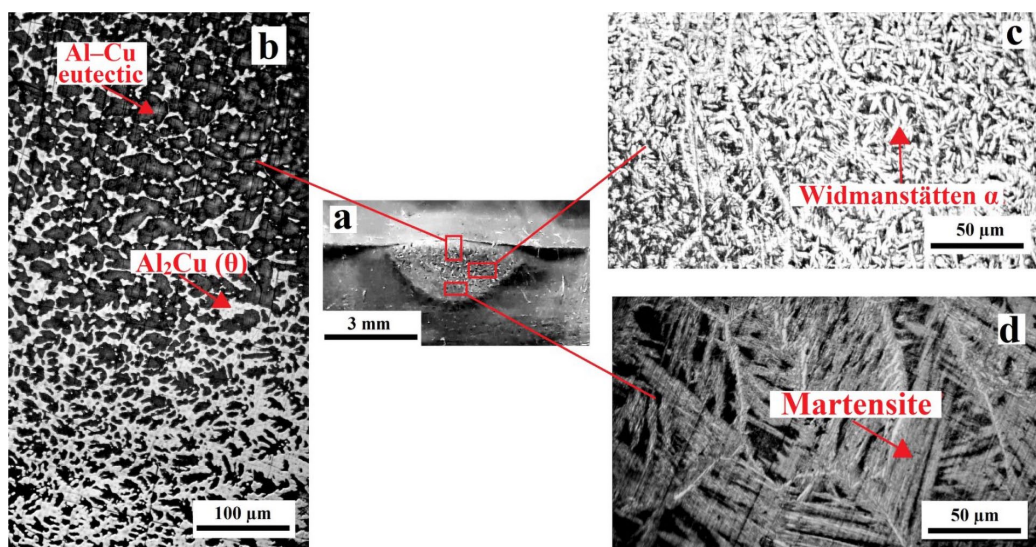 b
Al–Cu
eutectic
Al₂Cu (θ)
100 µm
a
3 mm
c
Widmanstätten α
50 µm
d
Martensite
50 µm